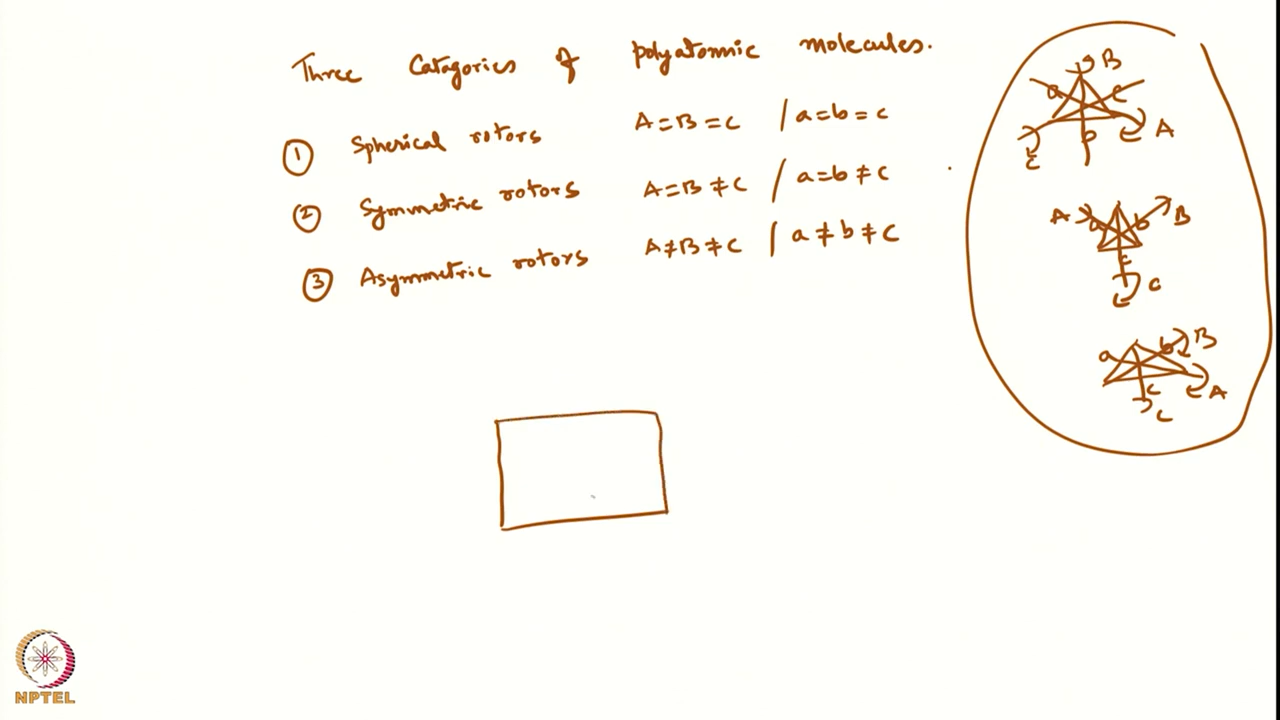 Three Catagories of polyatomic molecules.
① Spherical rotors A=B=C / a=b=c
② Symmetric rotors A=B≠C / a=b≠c
③ Asymmetric rotors A≠B≠C / a≠b≠c
B
a c
A
C b
A a b B
c
C
a b B
c A
C
NPTEL